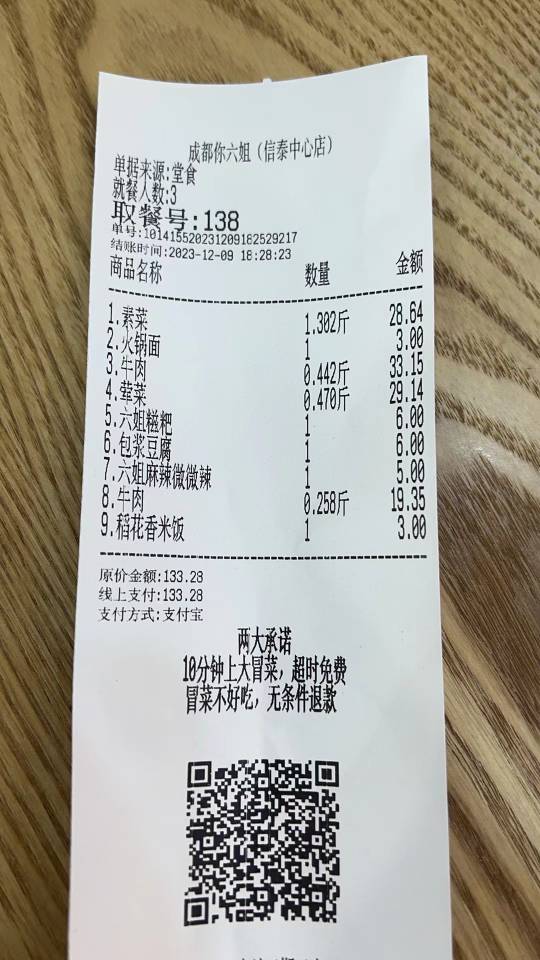 成都你六姐（信泰中心店）
单据来源:堂食
就餐人数:3
取餐号:138
单号:10141552023120918252921​7
结账时间:2023-12-09 18:28:23
商品名称 数量 金额
1.素菜 1.302斤 28.64
2.火锅面 1 3.00
3.牛肉 0.442斤 33.15
4.荤菜 0.470斤 29.14
5.六姐糍粑 1 6.00
6.包浆豆腐 1 6.00
7.六姐麻辣微微辣 1 5.00
8.牛肉 0.258斤 19.35
9.稻花香米饭 1 3.00
原价金额:133.28
线上支付:133.28
支付方式:支付宝
两大承诺
10分钟上大冒菜，超时免费
冒菜不好吃，无条件退款